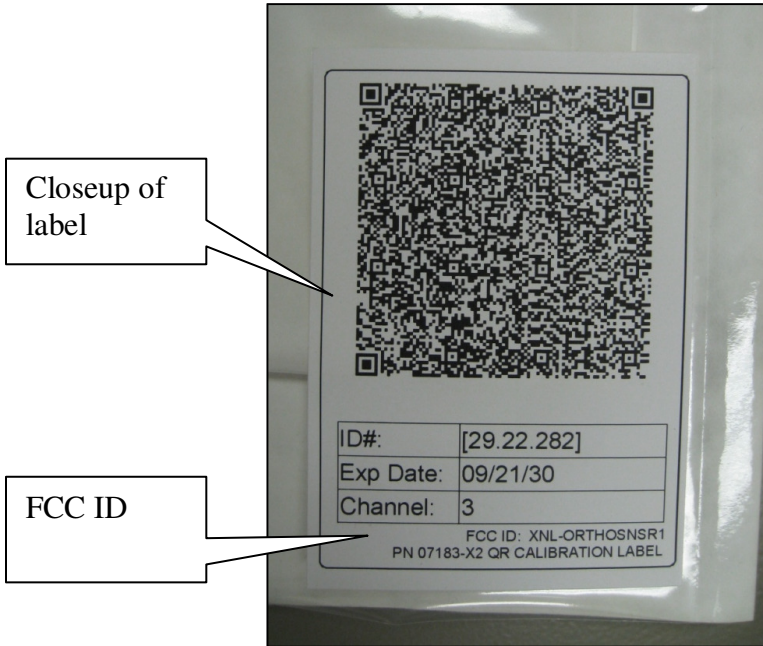 Closeup of
label
ID#: [29.22.282]
Exp Date: 09/21/30
Channel: 3
FCC ID
FCC ID: XNL-ORTHOSNSR1
PN 07183-X2 QR CALIBRATION LABEL